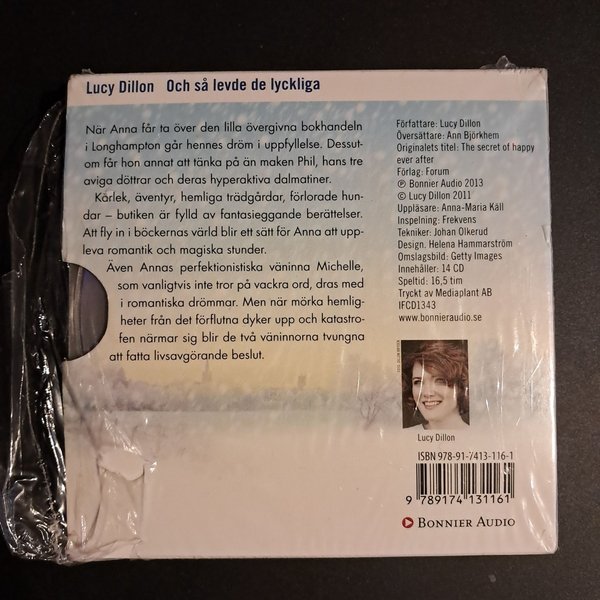 Lucy Dillon Och så levde de lyckliga
När Anna får ta över den lilla övergivna bokhandeln
i Longhampton går hennes dröm i uppfyllelse. Dessut-
om får hon annat att tänka på än maken Phil, hans tre
aviga döttrar och deras hyperaktiva dalmatiner.
Kärlek, äventyr, hemliga trädgårdar, förlorade hun-
dar – butiken är fylld av fantasieggande berättelser.
Att fly in i böckernas värld blir ett sätt för Anna att upp-
leva romantik och magiska stunder.
Även Annas perfektionistiska väninna Michelle,
som vanligtvis inte tror på vackra ord, dras med
i romantiska drömmar. Men när mörka hemlig-
heter från det förflutna dyker upp och katastro-
fen närmar sig blir de två väninnorna tvungna
att fatta livsavgörande beslut.
Författare: Lucy Dillon
Översättare: Ann Björkhem
Originalets titel: The secret of happy
ever after
Förlag: Forum
℗ Bonnier Audio 2013
© Lucy Dillon 2011
Uppläsare: Anna-Maria Käll
Inspelning: Frekvens
Tekniker: Johan Olkerud
Design: Helena Hammarström
Omslagsbild: Getty Images
Innehåller: 14 CD
Speltid: 16,5 tim
Tryckt av Mediaplant AB
IFCD1343
www.bonnieraudio.se
Lucy Dillon
ISBN 978-91-7413-116-1
9 789174 131161
BONNIER AUDIO